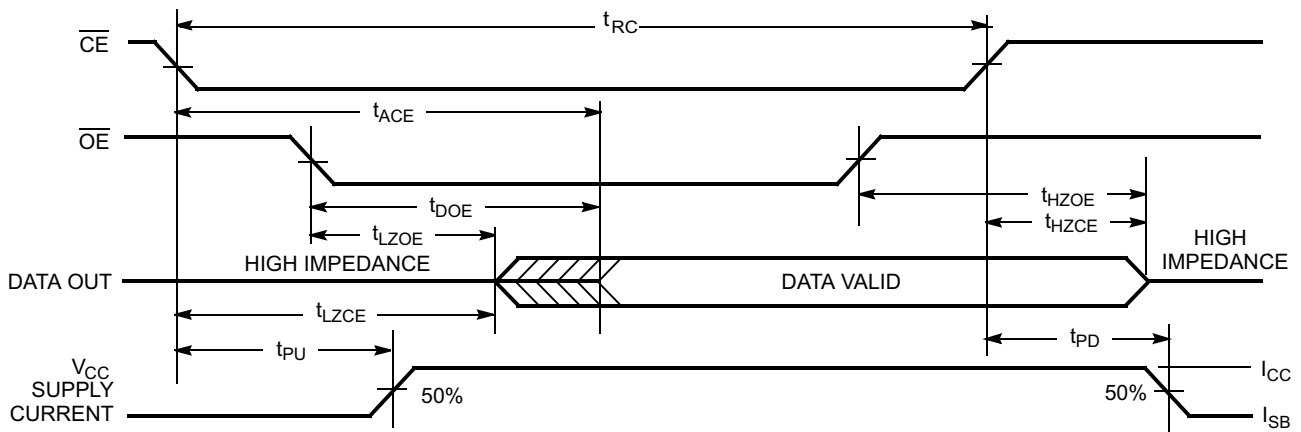 tRC
CE
tACE
OE
tDOE
tHZOE
tLZOE
tHZCE
HIGH IMPEDANCE
HIGH
IMPEDANCE
DATA OUT
DATA VALID
tLZCE
tPU
tPD
VCC
SUPPLY
CURRENT
50%
50%
ICC
ISB